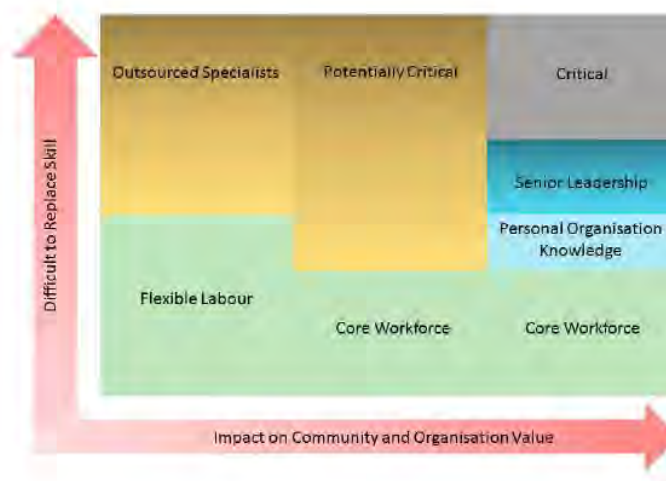 Outsourced Specialists
Potentially Critical
Critical
Senior Leadership
Personal Organisation
Knowledge
Flexible Labour
Core Workforce
Core Workforce
Difficult to Replace Skill
Impact on Community and Organisation Value